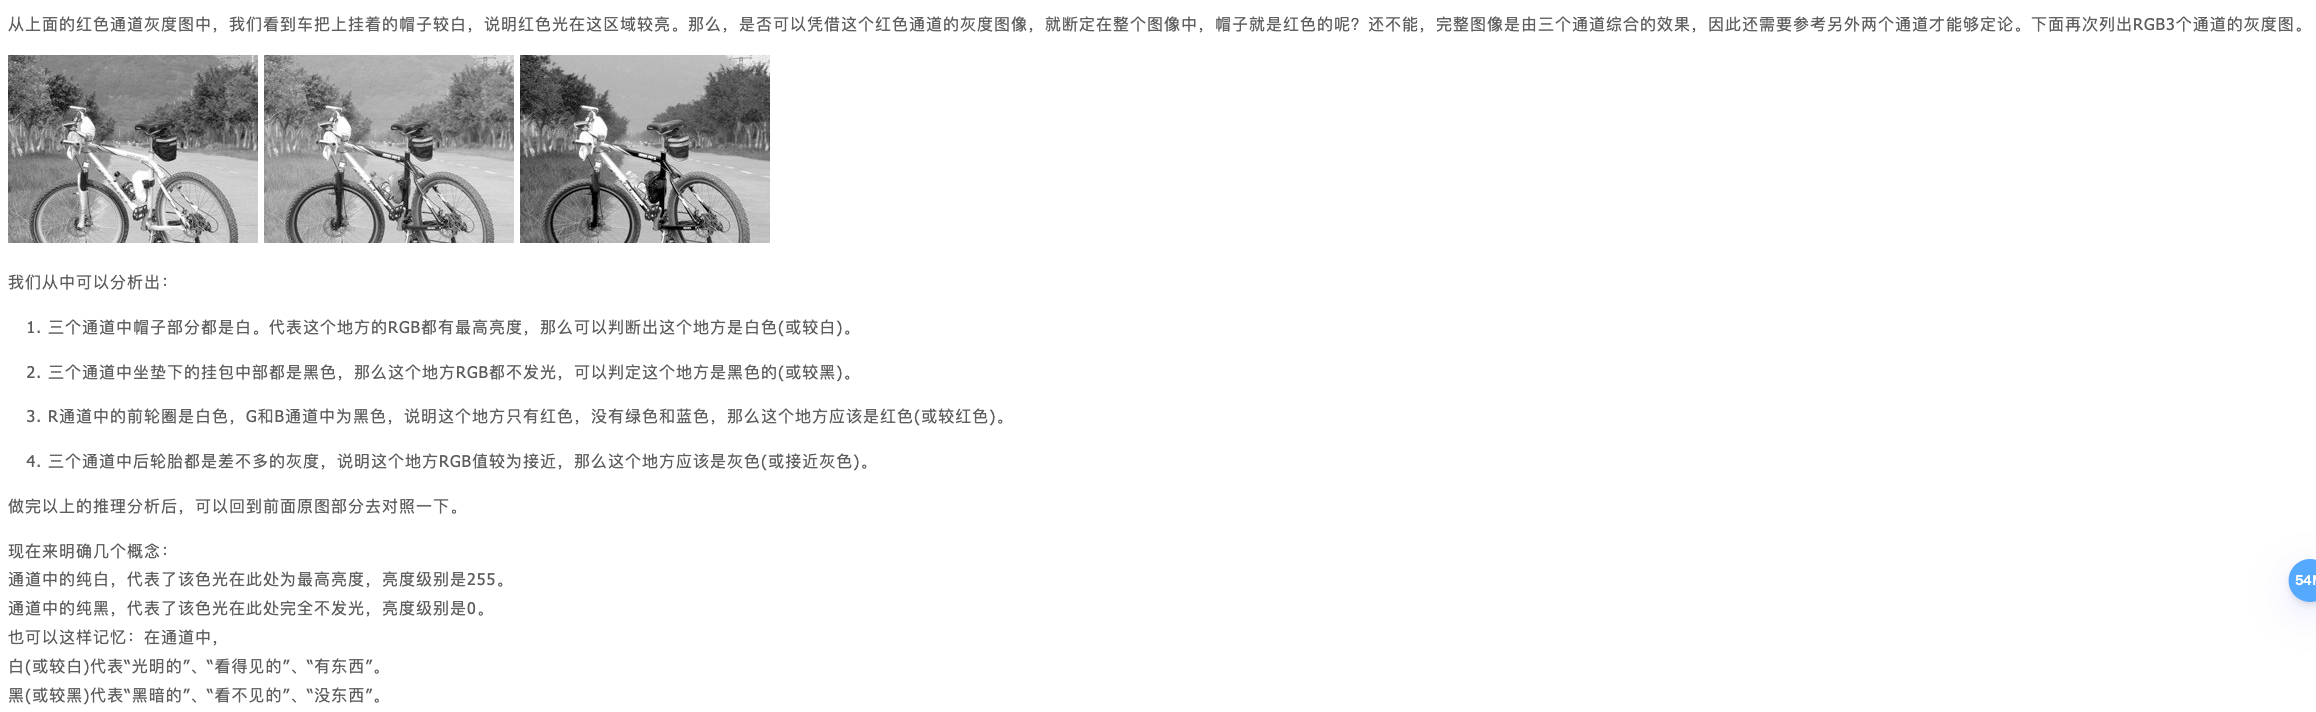 从上面的红色通道灰度图中，我们看到车把上挂着的帽子较白，说明红色光在这区域较亮。那么，是否可以凭借这个红色通道的灰度图像，就断定在整个图像中，帽子就是红色的呢？还不能，完整图像是由三个通道综合的效果，因此还需要参考另外两个通道才能够定论。下面再次列出RGB3个通道的灰度图。
我们从中可以分析出：
1. 三个通道中帽子部分都是白。代表这个地方的RGB都有最高亮度，那么可以判断出这个地方是白色(或较白)。
2. 三个通道中坐垫下的挂包中部都是黑色，那么这个地方RGB都不发光，可以判定这个地方是黑色的(或较黑)。
3. R通道中的前轮圈是白色，G和B通道中为黑色，说明这个地方只有红色，没有绿色和蓝色，那么这个地方应该是红色(或较红色)。
4. 三个通道中后轮胎都是差不多的灰度，说明这个地方RGB值较为接近，那么这个地方应该是灰色(或接近灰色)。
做完以上的推理分析后，可以回到前面原图部分去对照一下。
现在来明确几个概念：
通道中的纯白，代表了该色光在此处为最高亮度，亮度级别是255。
54
通道中的纯黑，代表了该色光在此处完全不发光，亮度级别是0。
也可以这样记忆：在通道中，
白(或较白)代表“光明的”、“看得见的”、“有东西”。
黑(或较黑)代表“黑暗的”、“看不见的”、“没东西”。